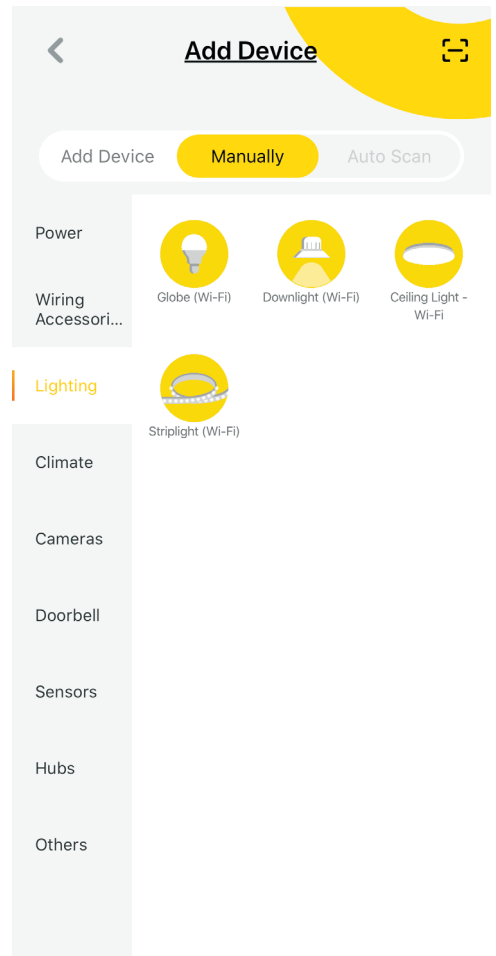 Add Device
Add Device
Manually
Auto Scan
Power
Wiring
Accessori...
Lighting
Climate
Cameras
Doorbell
Sensors
Hubs
Others
Globe (Wi-Fi)
Downlight (Wi-Fi)
Ceiling Light -
Wi-Fi
Striplight (Wi-Fi)